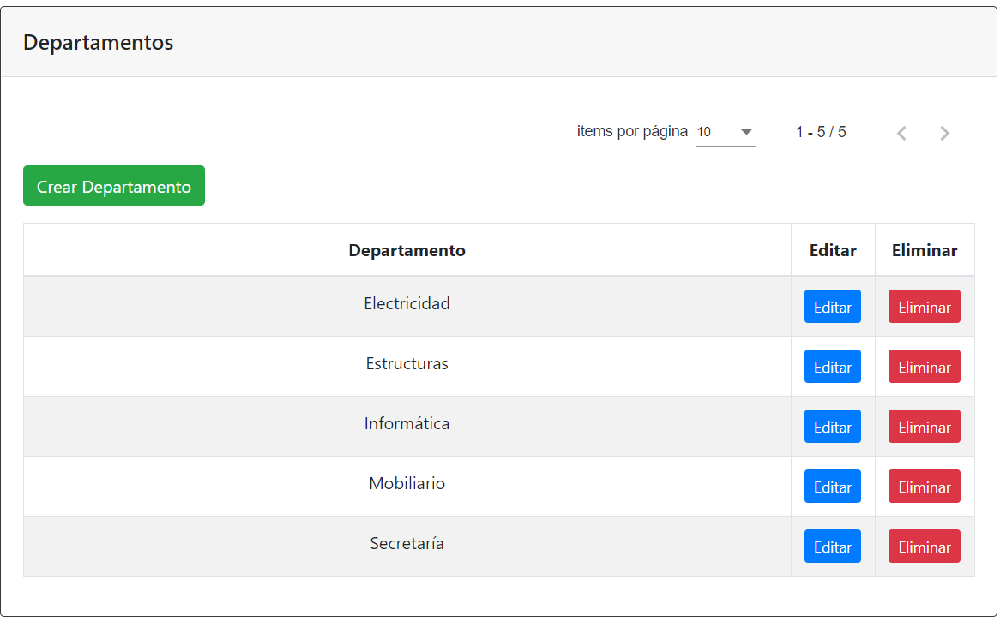 Departamentos
items por página 10 1 - 5 / 5
Crear Departamento
Departamento Editar Eliminar
Electricidad Editar Eliminar
Estructuras Editar Eliminar
Informática Editar Eliminar
Mobiliario Editar Eliminar
Secretaría Editar Eliminar